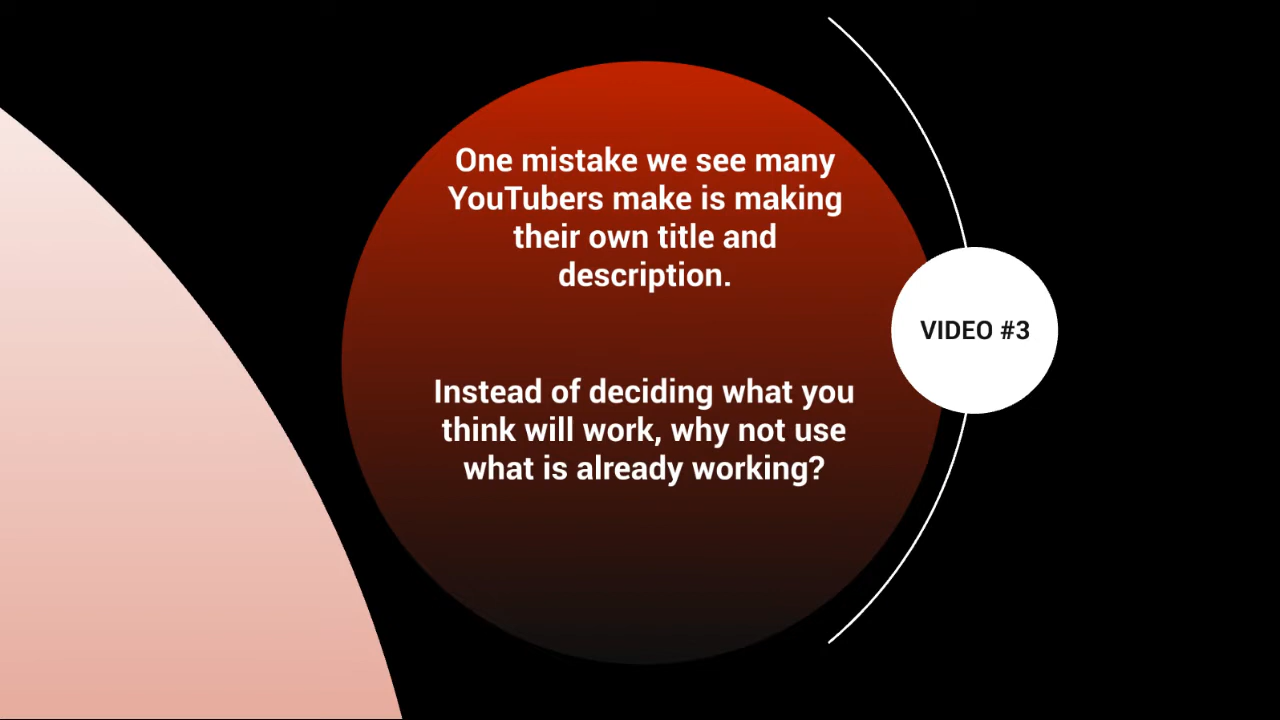 One mistake we see many
YouTubers make is making
their own title and
description.
Instead of deciding what you
think will work, why not use
what is already working?
VIDEO #3